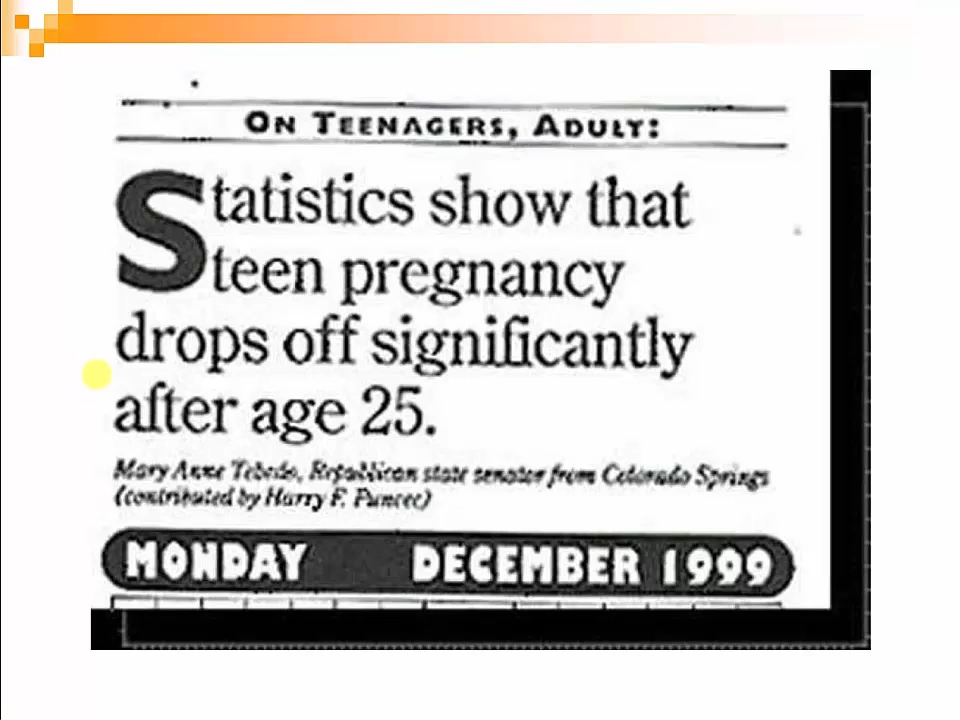 ON TEENAGERS, ADULT:
Statistics show that
teen pregnancy
drops off significantly
after age 25.
Mary Anne Tebedo, Republican state senator from Colorado Springs
(contributed by Harry F. Puncec)
MONDAY DECEMBER 1999